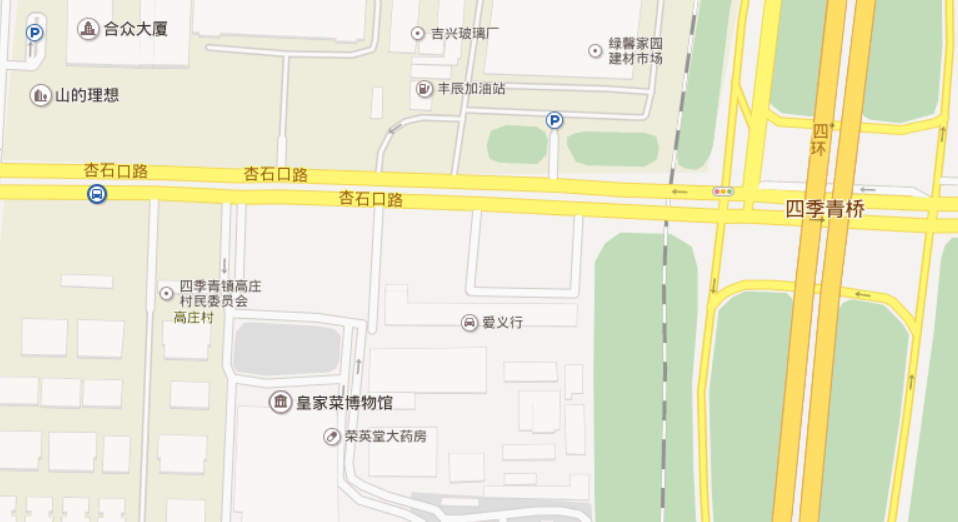 P
合众大厦
吉兴玻璃厂
绿馨家园
建材市场
山的理想
丰辰加油站
P
四
环
杏石口路
杏石口路
杏石口路
四季青桥
四季青镇高庄
村民委员会
高庄村
爱义行
皇家菜博物馆
荣英堂大药房